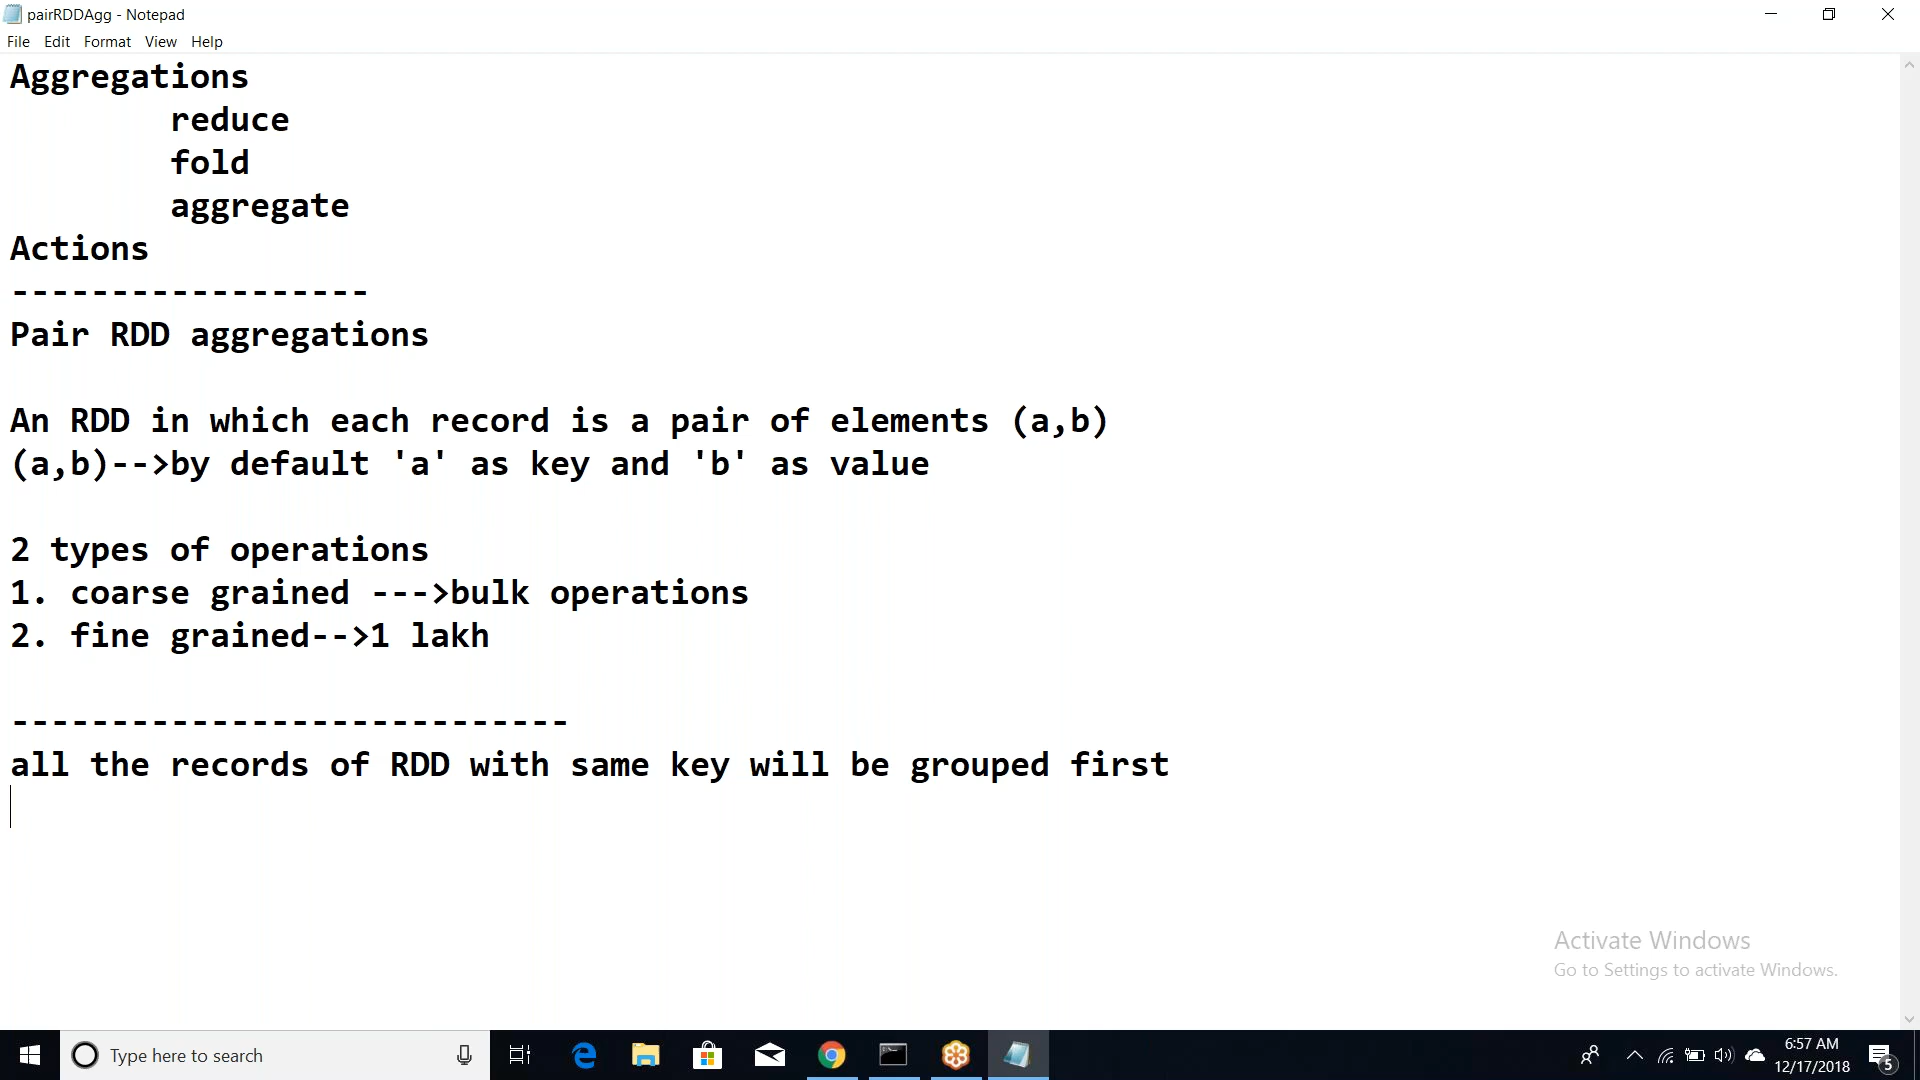 pairRDDAgg - Notepad
File Edit Format View Help
Aggregations
reduce
fold
aggregate
Actions
------------------
Pair RDD aggregations
An RDD in which each record is a pair of elements (a,b)
(a,b)-->by default 'a' as key and 'b' as value
2 types of operations
1. coarse grained --->bulk operations
2. fine grained-->1 lakh
----------------------------
all the records of RDD with same key will be grouped first
Activate Windows
Go to Settings to activate Windows.
Type here to search
6:57 AM
12/17/2018
5